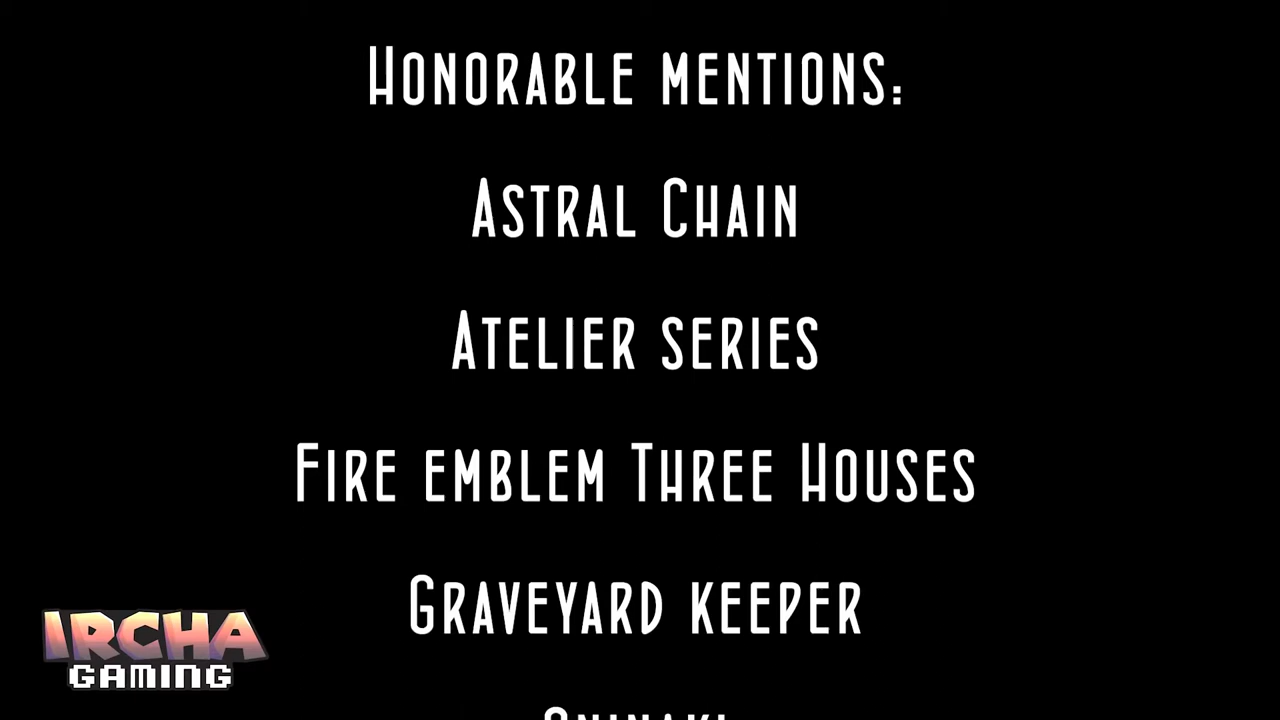 Honorable mentions:
Astral Chain
Atelier series
Fire emblem Three Houses
Graveyard keeper
IRCHA
GAMING